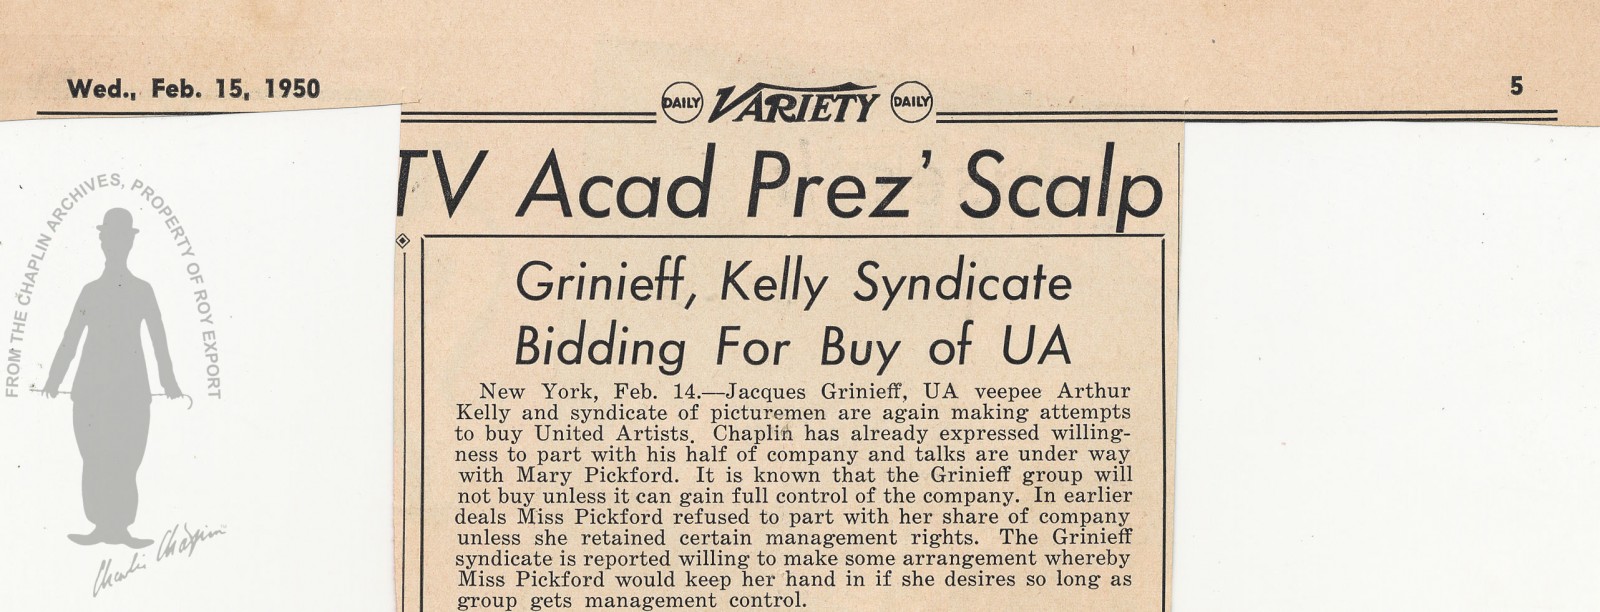 Wed., Feb. 15, 1950
DAILY VARIETY DAILY
5
TV Acad Prez' Scalp
Grinieff, Kelly Syndicate
Bidding For Buy of UA
New York, Feb. 14.—Jacques Grinieff, UA veepee Arthur
Kelly and syndicate of picturemen are again making attempts
to buy United Artists. Chaplin has already expressed willing-
ness to part with his half of company and talks are under way
with Mary Pickford. It is known that the Grinieff group will
not buy unless it can gain full control of the company. In earlier
deals Miss Pickford refused to part with her share of company
unless she retained certain management rights. The Grinieff
syndicate is reported willing to make some arrangement whereby
Miss Pickford would keep her hand in if she desires so long as
group gets management control.
FROM THE CHAPLIN ARCHIVES, PROPERTY OF ROY EXPORT
Charlie Chaplin